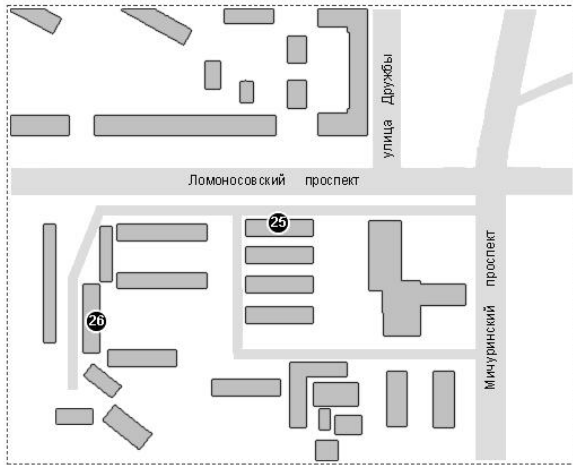 улица Дружбы
Ломоносовский проспект
25
Мичуринский проспект
26